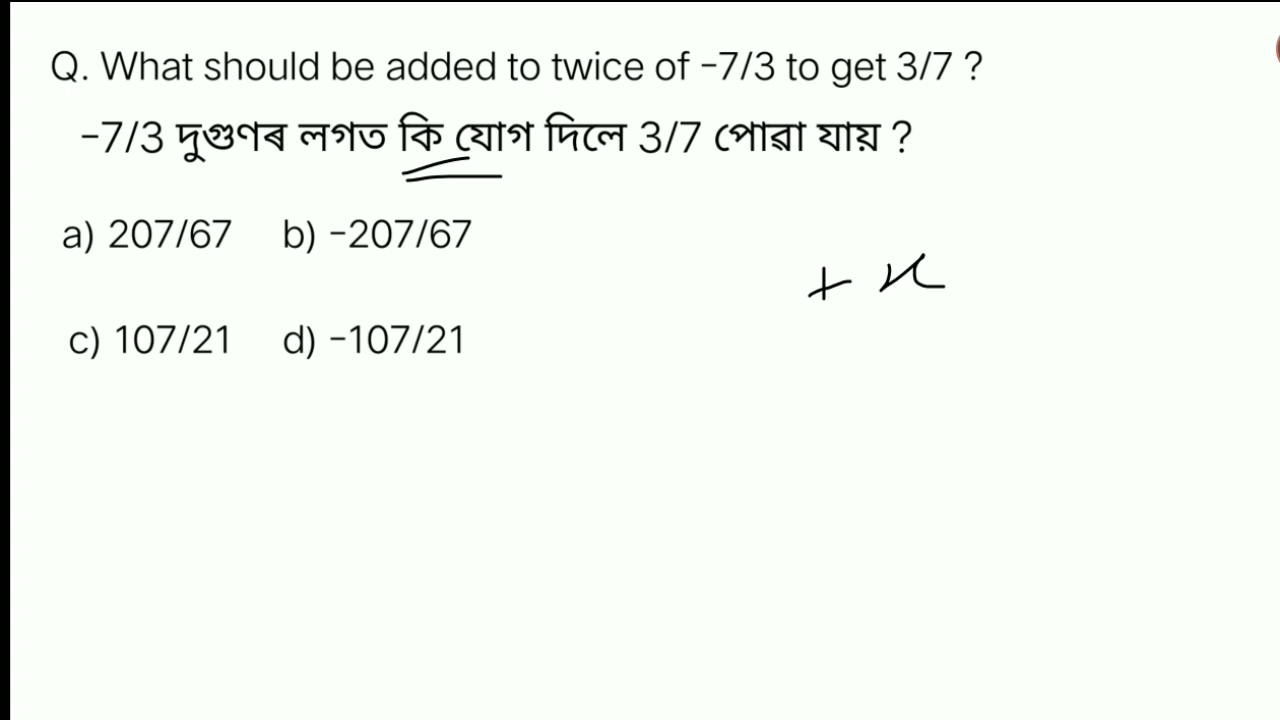 Q. What should be added to twice of -7/3 to get 3/7 ?
-7/3 দুগুণৰ লগত কি যোগ দিলে 3/7 পোৱা যায় ?
a) 207/67 b) -207/67
+ x
c) 107/21 d) -107/21